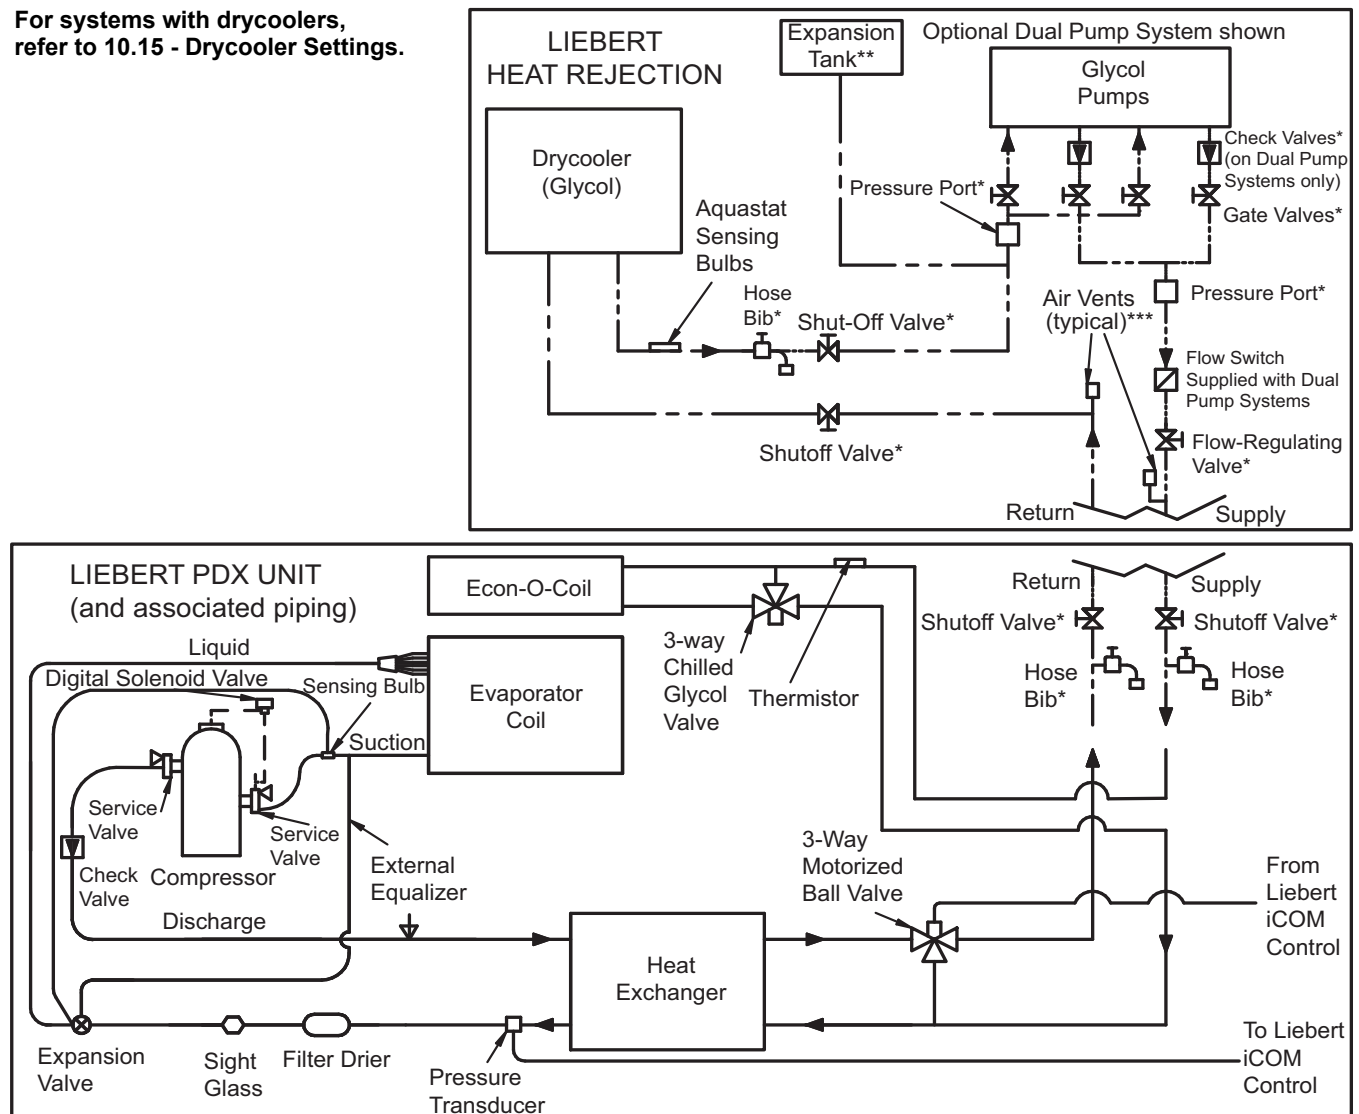 For systems with drycoolers,
refer to 10.15 - Drycooler Settings.
LIEBERT
HEAT REJECTION
Expansion
Tank**
Optional Dual Pump System shown
Glycol
Pumps
Drycooler
(Glycol)
Check Valves*
(on Dual Pump
Systems only)
Pressure Port*
Gate Valves*
Aquastat
Sensing
Bulbs
Hose
Bib*
Shut-Off Valve*
Air Vents
(typical)***
Pressure Port*
Flow Switch
Supplied with Dual
Pump Systems
Shutoff Valve*
Flow-Regulating
Valve*
Return
Supply
LIEBERT PDX UNIT
(and associated piping)
Econ-O-Coil
Return
Supply
Shutoff Valve*
Shutoff Valve*
Liquid
Digital Solenoid Valve
Sensing Bulb
Evaporator
Coil
3-way
Chilled
Glycol
Valve
Thermistor
Hose
Bib*
Hose
Bib*
Suction
Service
Valve
Service
Valve
Check
Valve
Compressor
External
Equalizer
3-Way
Motorized
Ball Valve
From
Liebert
iCOM
Control
Discharge
Heat
Exchanger
Expansion
Valve
Sight
Glass
Filter Drier
Pressure
Transducer
To Liebert
iCOM
Control